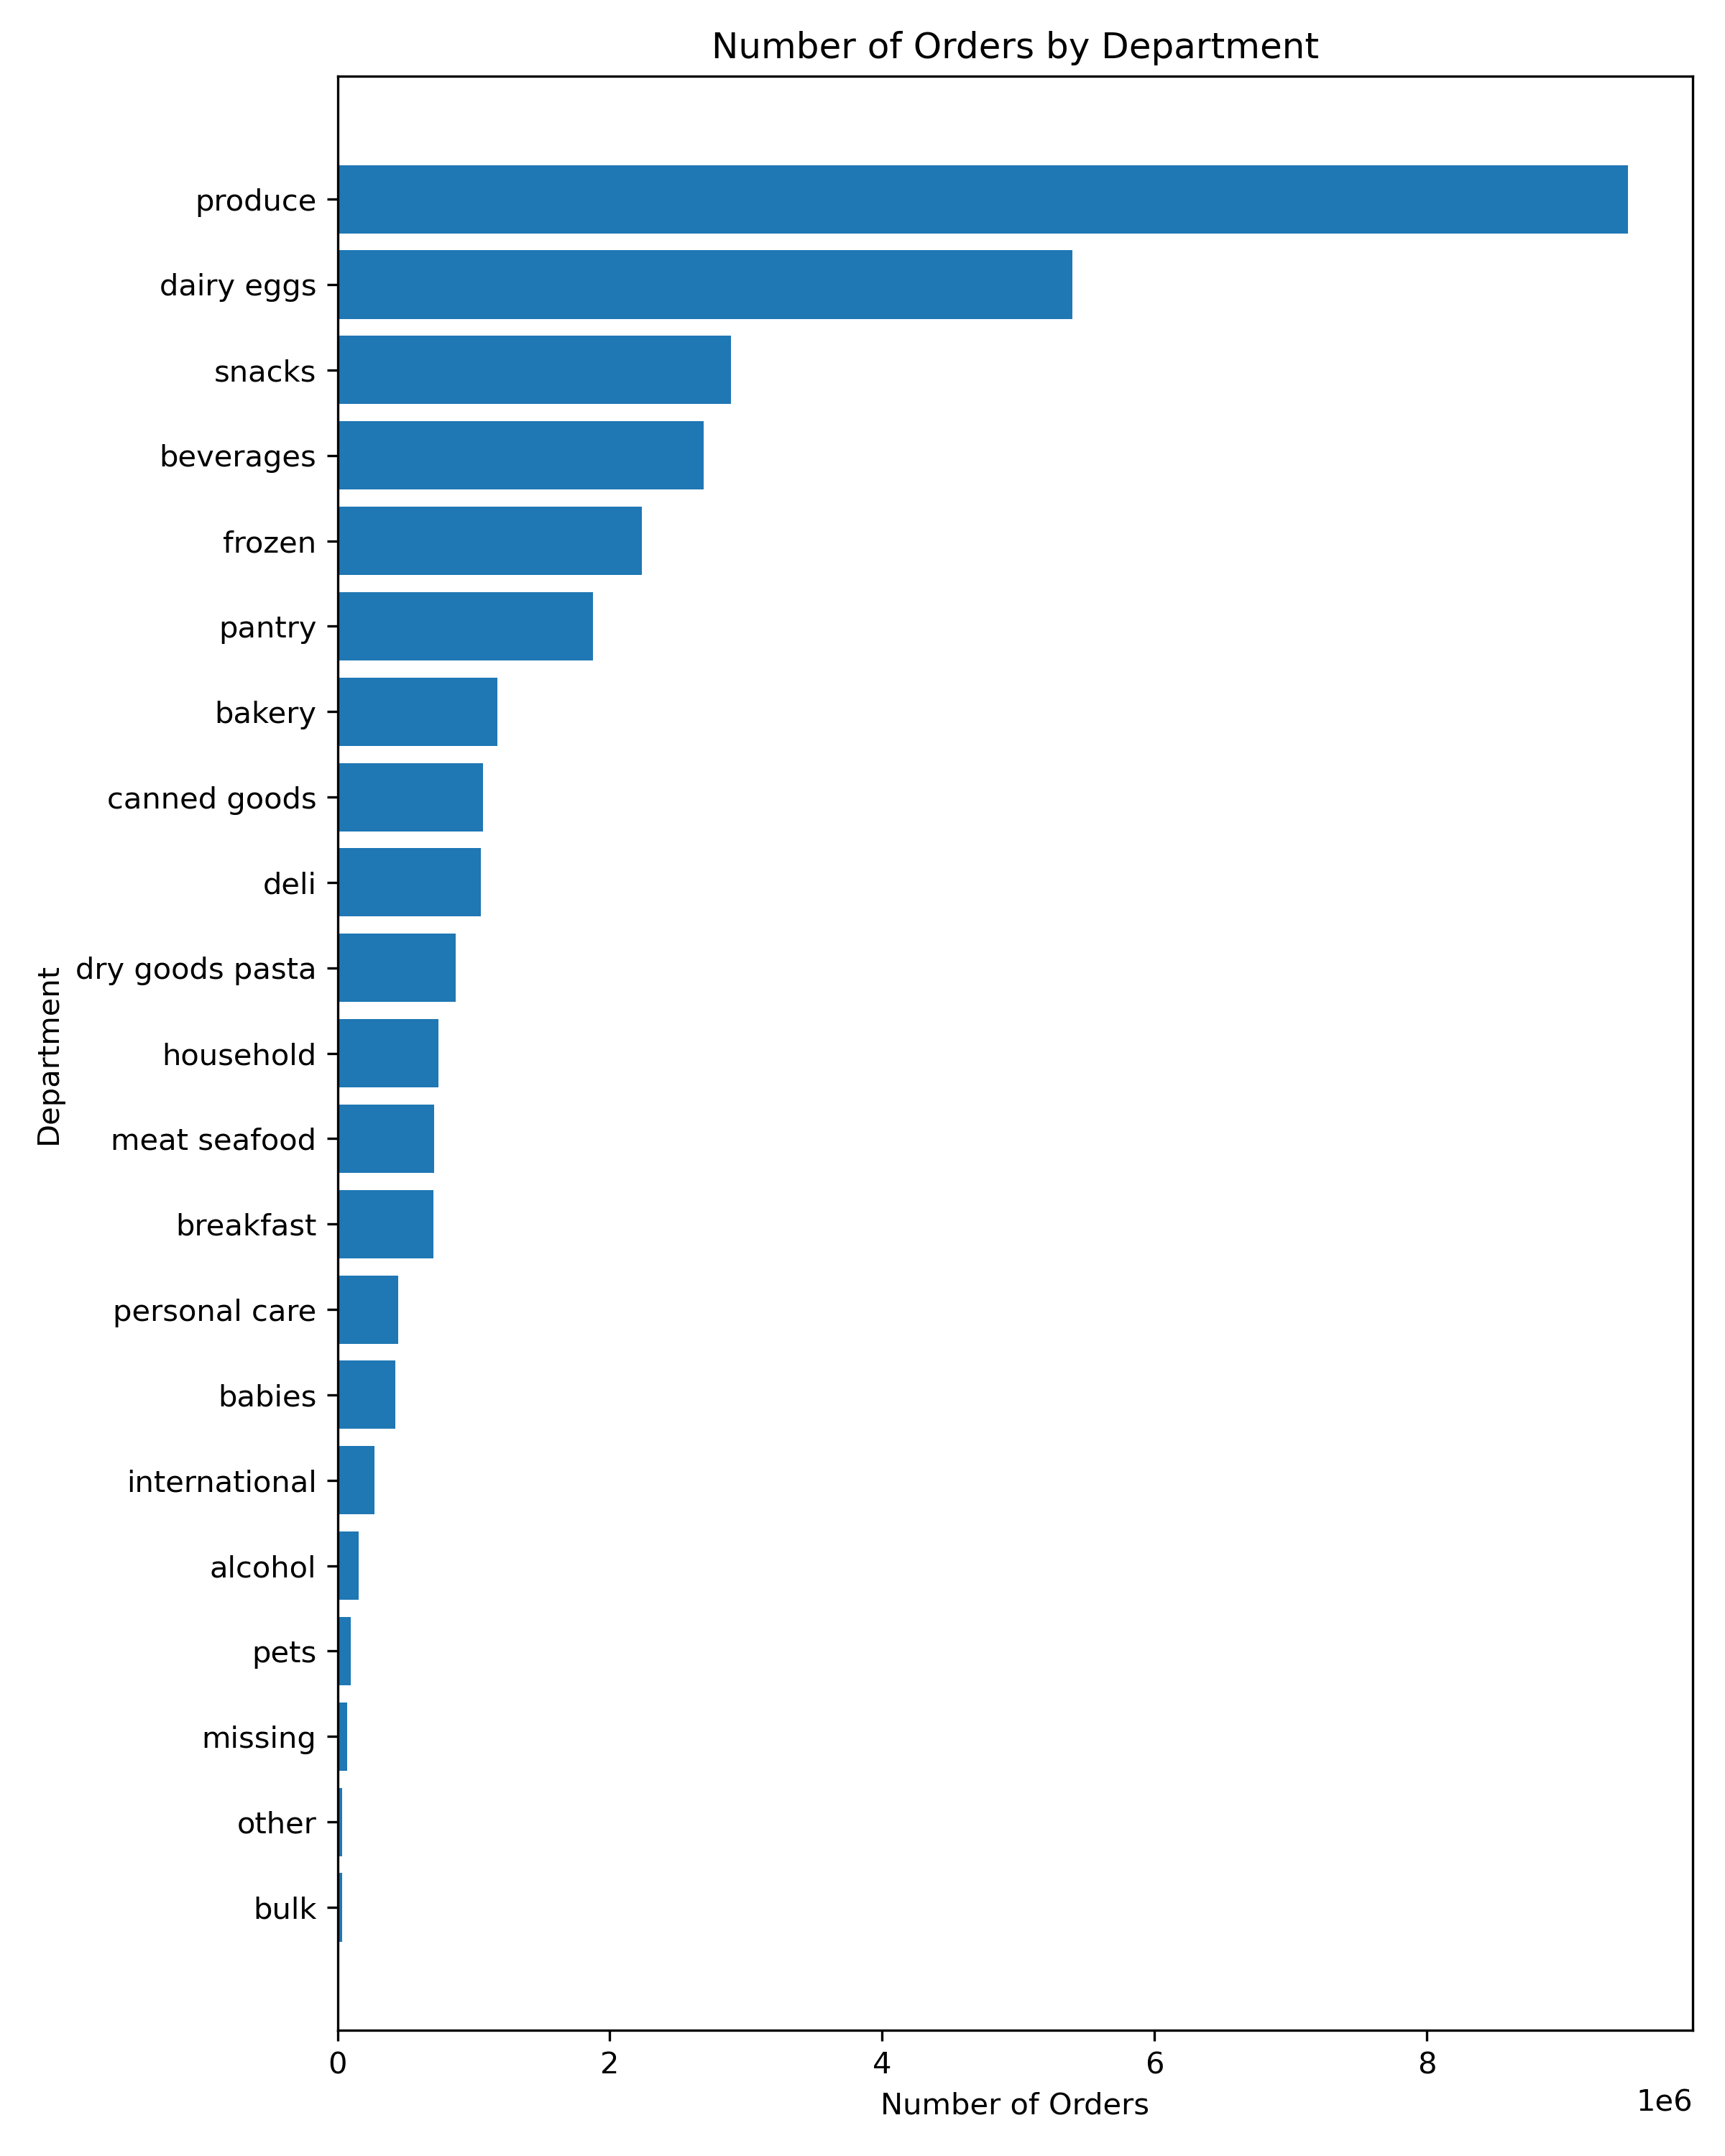 Number of Orders by Department
produce
dairy eggs
snacks
beverages
frozen
pantry
bakery
canned goods
deli
dry goods pasta
household
meat seafood
breakfast
personal care
babies
international
alcohol
pets
missing
other
bulk
Department
0 2 4 6 8
1e6
Number of Orders